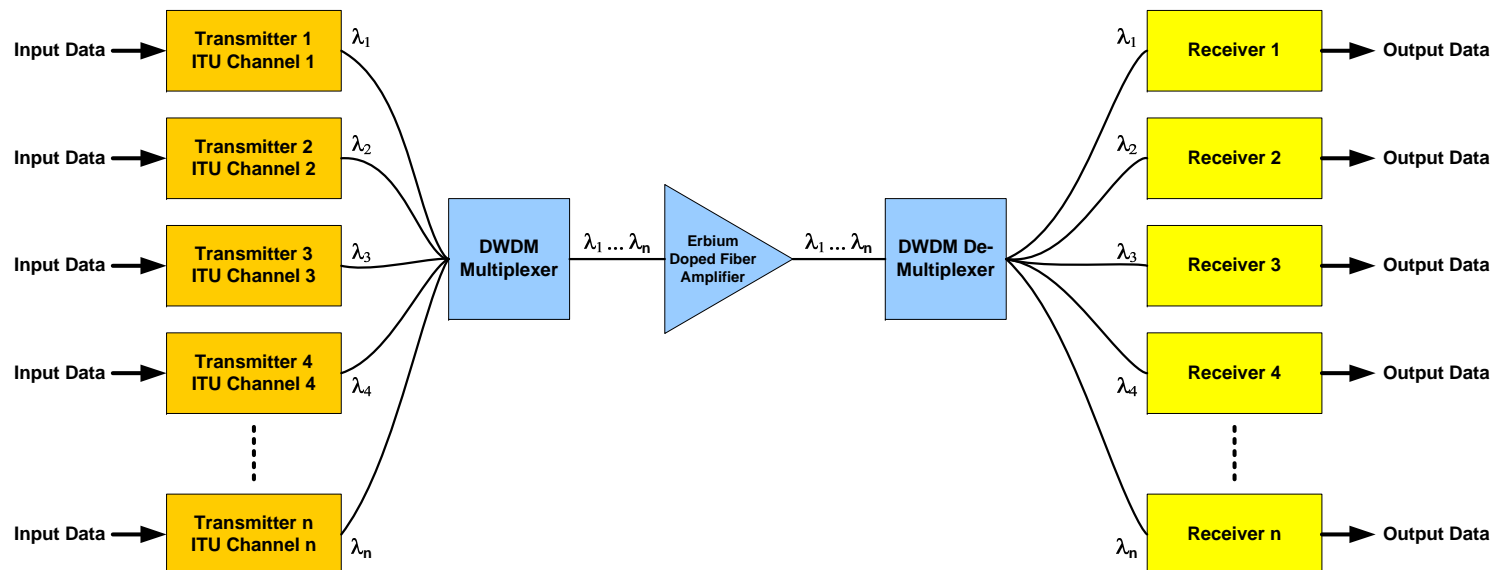 Input Data
Transmitter 1
ITU Channel 1
λ1
λ1
Receiver 1
Output Data
Input Data
Transmitter 2
ITU Channel 2
λ2
λ2
Receiver 2
Output Data
Input Data
Transmitter 3
ITU Channel 3
λ3
DWDM
Multiplexer
λ1 ... λn
Erbium
Doped Fiber
Amplifier
λ1 ... λn
DWDM De-
Multiplexer
λ3
Receiver 3
Output Data
Input Data
Transmitter 4
ITU Channel 4
λ4
λ4
Receiver 4
Output Data
Input Data
Transmitter n
ITU Channel n
λn
λn
Receiver n
Output Data